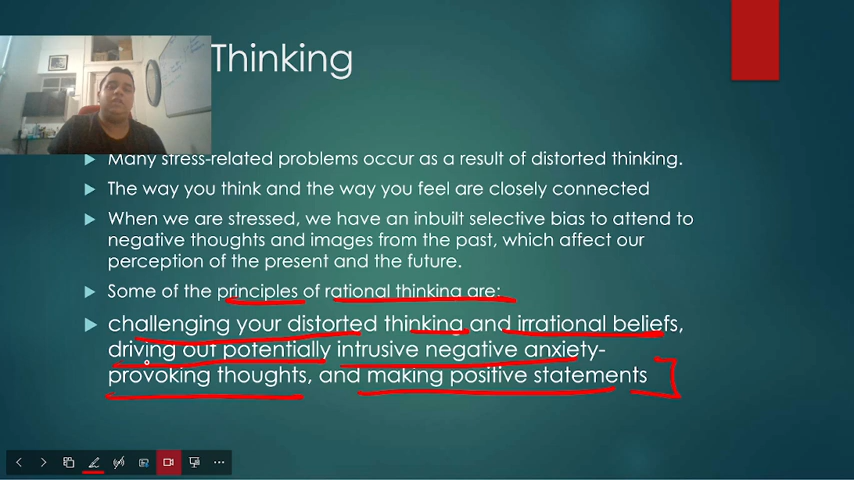 Thinking
Many stress-related problems occur as a result of distorted thinking.
The way you think and the way you feel are closely connected
When we are stressed, we have an inbuilt selective bias to attend to
negative thoughts and images from the past, which affect our
perception of the present and the future.
Some of the principles of rational thinking are:
challenging your distorted thinking and irrational beliefs,
driving out potentially intrusive negative anxiety-
provoking thoughts, and making positive statements